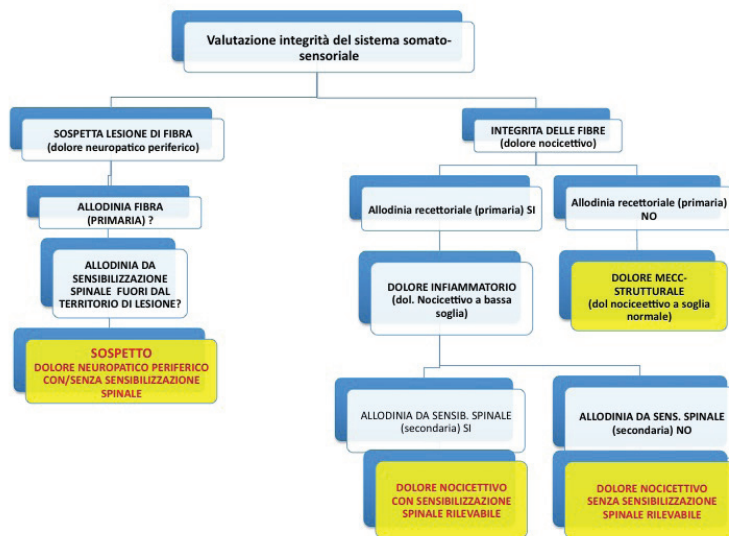 Valutazione integrità del sistema somato-
sensoriale
SOSPETTA LESIONE DI FIBRA
(dolore neuropatico periferico)
INTEGRITA DELLE FIBRE
(dolore nocicettivo)
ALLODINIA FIBRA
(PRIMARIA) ?
Allodinia recettoriale (primaria) SI
Allodinia recettoriale (primaria)
NO
ALLODINIA DA
SENSIBILIZZAZIONE
SPINALE FUORI DAL
TERRITORIO DI LESIONE?
DOLORE INFIAMMATORIO
(dol. Nocicettivo a bassa
soglia)
DOLORE MECC-
STRUTTURALE
(dol nociceettivo a soglia
normale)
SOSPETTO
DOLORE NEUROPATICO PERIFERICO
CON/SENZA SENSIBILIZZAZIONE
SPINALE
ALLODINIA DA SENSIB. SPINALE
(secondaria) SI
ALLODINIA DA SENS. SPINALE
(secondaria) NO
DOLORE NOCICETTIVO
CON SENSIBILIZZAZIONE
SPINALE RILEVABILE
DOLORE NOCICETTIVO
SENZA SENSIBILIZZAZIONE
SPINALE RILEVABILE